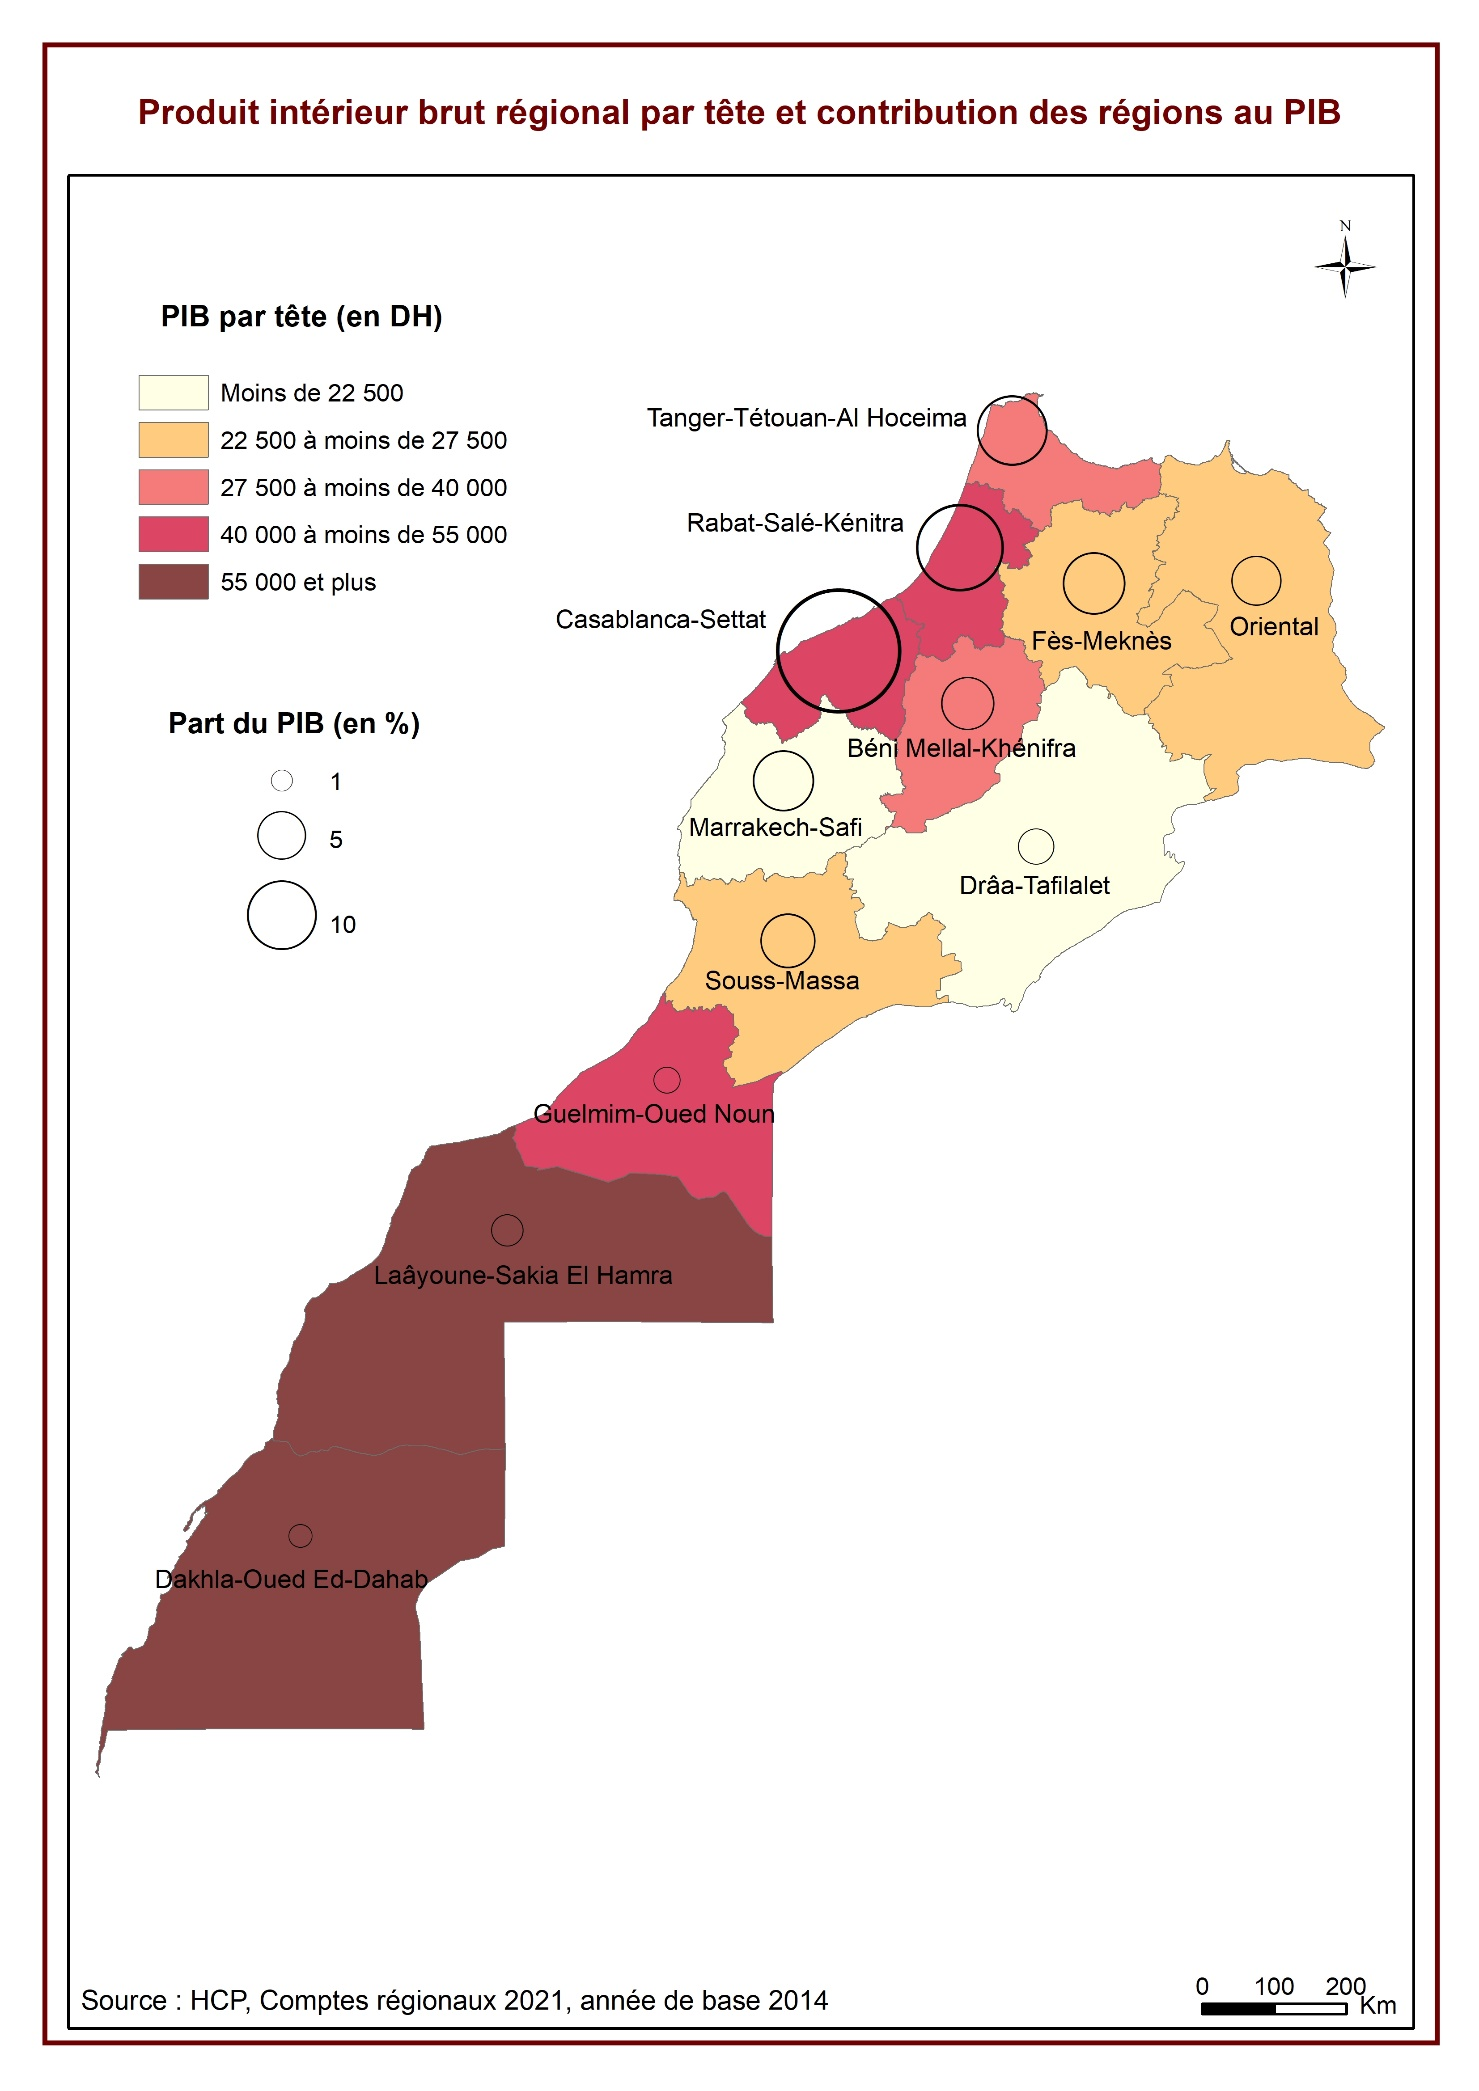 Produit intérieur brut régional par tête et contribution des régions au PIB
N
PIB par tête (en DH)
Moins de 22 500
22 500 à moins de 27 500
27 500 à moins de 40 000
40 000 à moins de 55 000
55 000 et plus
Part du PIB (en %)
1
5
10
Tanger-Tétouan-Al Hoceima
Rabat-Salé-Kénitra
Casablanca-Settat
Fès-Meknès
Oriental
Béni Mellal-Khénifra
Marrakech-Safi
Drâa-Tafilalet
Souss-Massa
Guelmim-Oued Noun
Laâyoune-Sakia El Hamra
Dakhla-Oued Ed-Dahab
Source : HCP, Comptes régionaux 2021, année de base 2014
0 100 200
Km